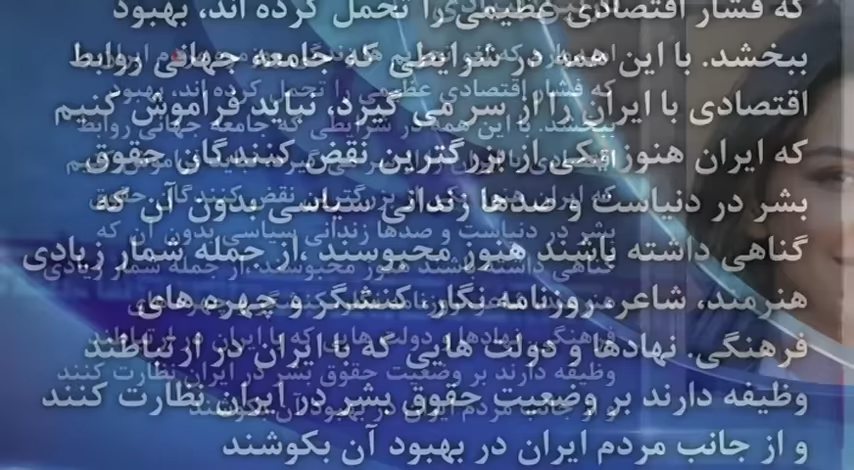 که فشار اقتصادی عظیمی را تحمل کرده اند، بهبود
ببخشد. با این همه در شرایطی که جامعه جهانی روابط
اقتصادی با ایران را از سر می گیرد، نباید فراموش کنیم
که ایران هنوز یکی از بزرگترین نقض کنندگان حقوق
بشر در دنیاست و صدها زندانی سیاسی بدون آن که
گناهی داشته باشند هنوز محبوسند ،از جمله شمار زیادی
هنرمند، شاعر، روزنامه نگار، کنشگر و چهره های
فرهنگی. نهادها و دولت هایی که با ایران در ارتباطند
وظیفه دارند بر وضعیت حقوق بشر در ایران نظارت کنند
و از جانب مردم ایران در بهبود آن بکوشند